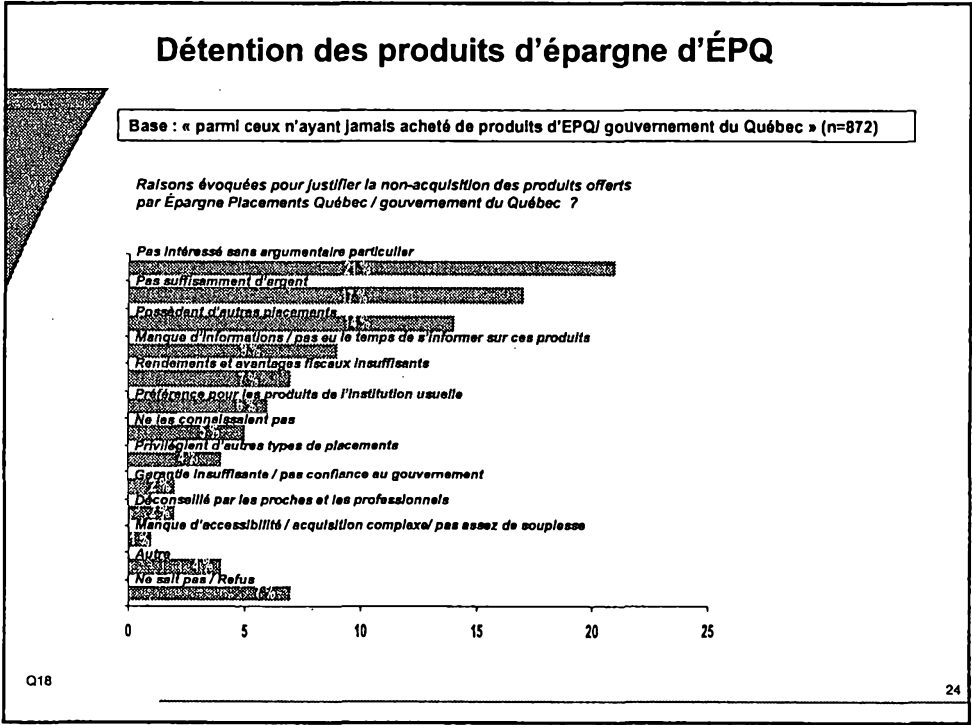 Détention des produits d'épargne d'ÉPQ
Base : « parmi ceux n'ayant jamais acheté de produits d'EPQ/ gouvernement du Québec » (n=872)
Raisons évoquées pour justifier la non-acquisition des produits offerts
par Épargne Placements Québec / gouvernement du Québec ?
Pas intéressé sans argumentaire particulier
Pas suffisamment d'argent
Possèdent d'autres placements
Manque d'informations / pas eu le temps de s'informer sur ces produits
Rendements et avantages fiscaux insuffisants
Préférence pour les produits de l'institution usuelle
Ne les connaissaient pas
Privilégient d'autres types de placements
Garantie insuffisante / pas confiance au gouvernement
Déconseillé par les proches et les professionnels
Manque d'accessibilité / acquisition complexe/ pas assez de souplesse
1%
Autre
Ne sait pas / Refus
0 5 10 15 20 25
Q18
24